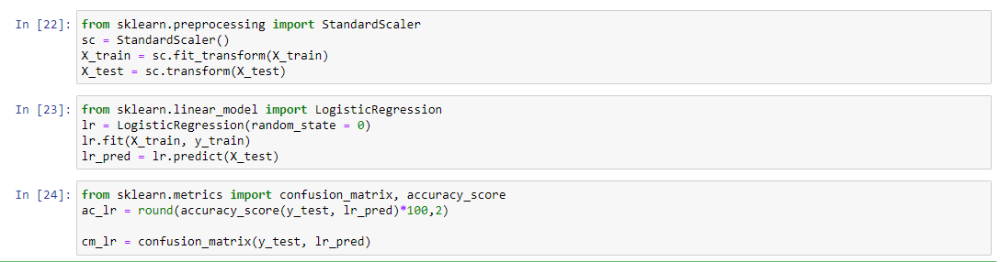 In [22]: from sklearn.preprocessing import StandardScaler
sc = StandardScaler()
X_train = sc.fit_transform(X_train)
X_test = sc.transform(X_test)
In [23]: from sklearn.linear_model import LogisticRegression
lr = LogisticRegression(random_state = 0)
lr.fit(X_train, y_train)
lr_pred = lr.predict(X_test)
In [24]: from sklearn.metrics import confusion_matrix, accuracy_score
ac_lr = round(accuracy_score(y_test, lr_pred)*100,2)
cm_lr = confusion_matrix(y_test, lr_pred)